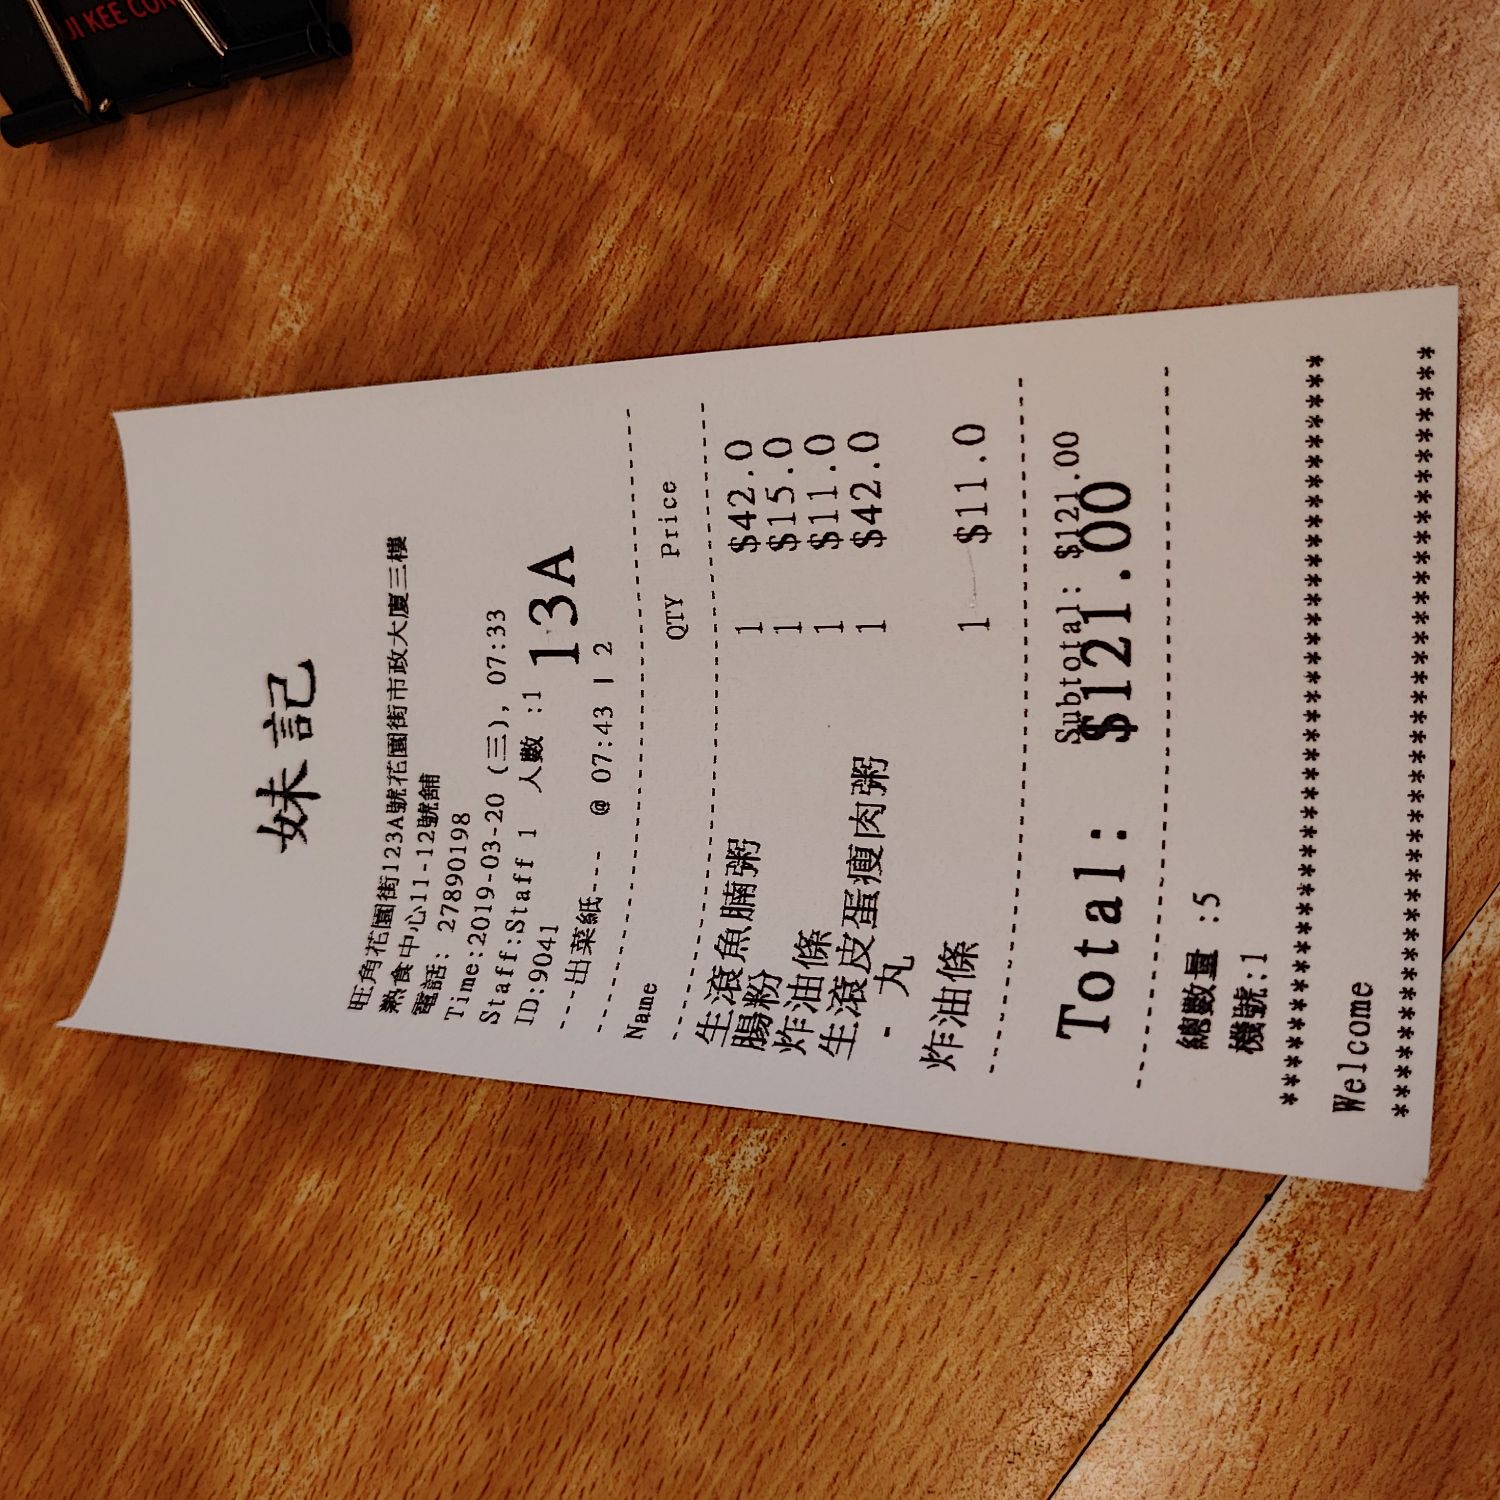 JI KEE CON
妹記
旺角花園街123A號花園街市政大廈三樓
熟食中心11-12號舖
電話: 27890198
Time:2019-03-20 (三), 07:33
Staff:Staff 1 人數 :1
ID:9041 13A
---出菜紙--- @ 07:43 | 2
Name QTY Price
生滾魚腩粥 1 $42.0
腸粉 1 $15.0
炸油條 1 $11.0
生滾皮蛋瘦肉粥 1 $42.0
- 丸
炸油條 1 $11.0
Subtotal: $121.00
Total: $121.00
總數量 :5
機號:1
************************************
Welcome
************************************